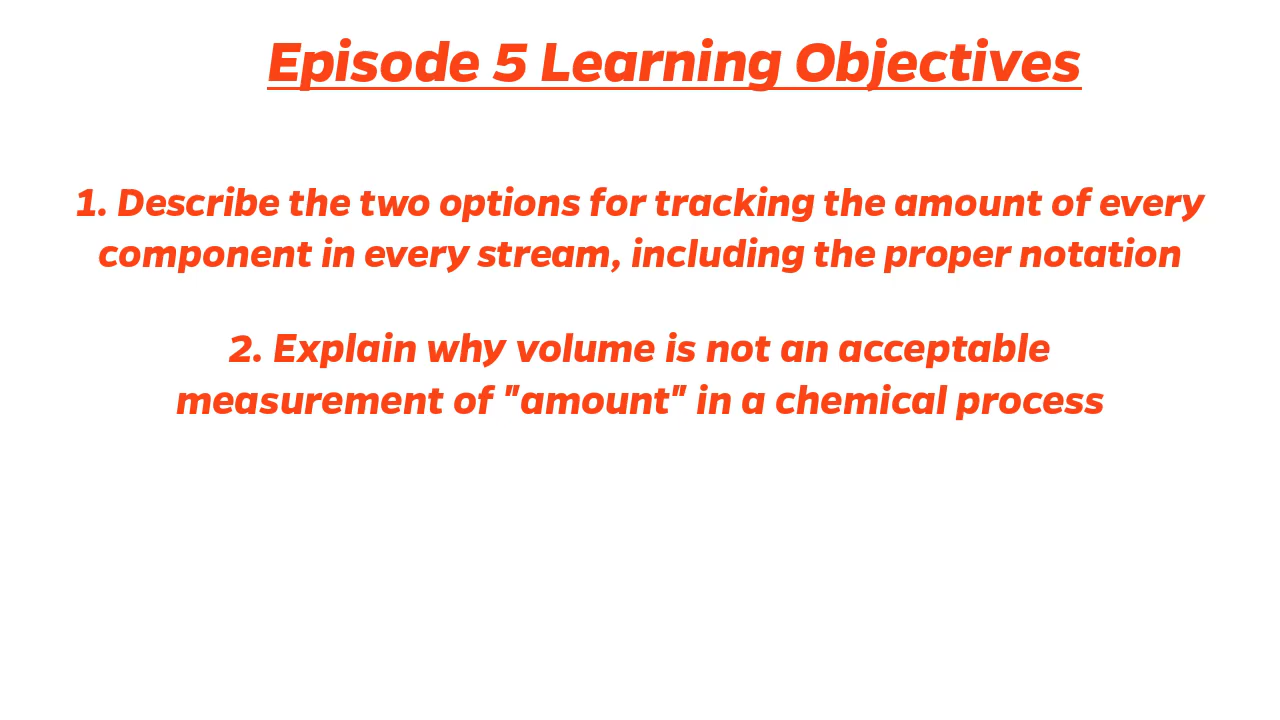 Episode 5 Learning Objectives
1. Describe the two options for tracking the amount of every
component in every stream, including the proper notation
2. Explain why volume is not an acceptable
measurement of "amount" in a chemical process